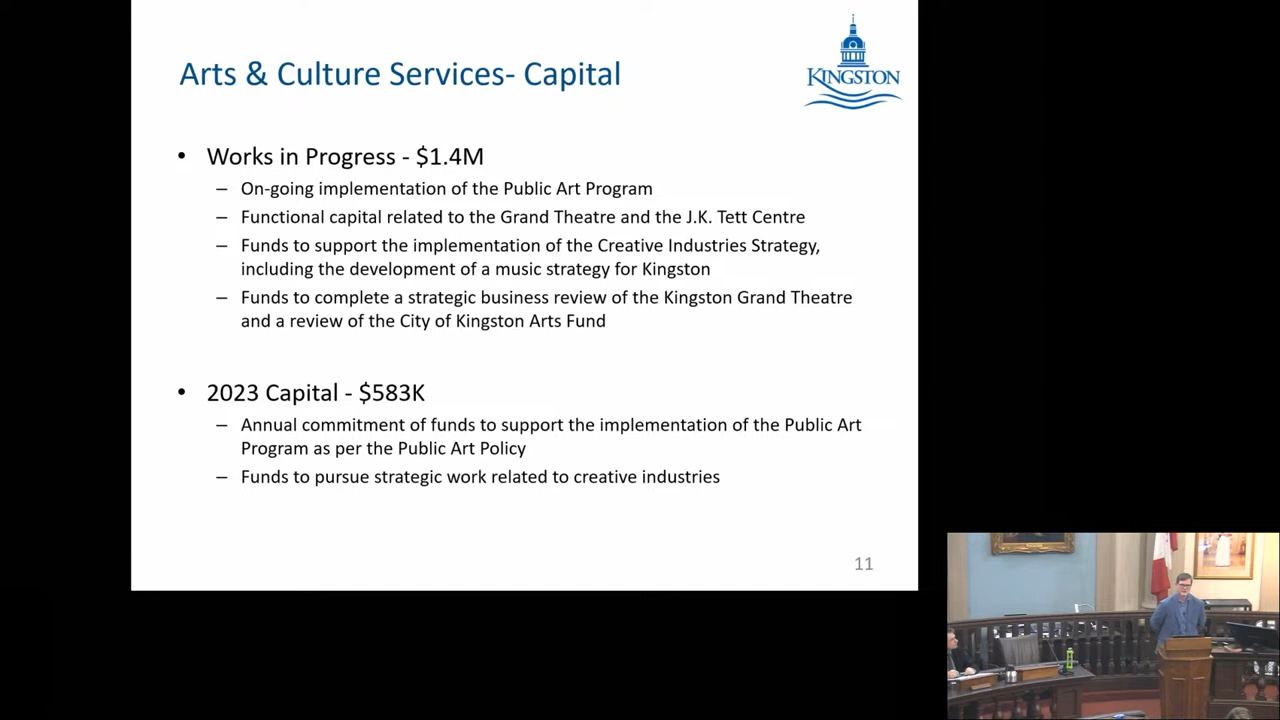 Arts & Culture Services- Capital
KINGSTON
• Works in Progress - $1.4M
– On-going implementation of the Public Art Program
– Functional capital related to the Grand Theatre and the J.K. Tett Centre
– Funds to support the implementation of the Creative Industries Strategy,
including the development of a music strategy for Kingston
– Funds to complete a strategic business review of the Kingston Grand Theatre
and a review of the City of Kingston Arts Fund
• 2023 Capital - $583K
– Annual commitment of funds to support the implementation of the Public Art
Program as per the Public Art Policy
– Funds to pursue strategic work related to creative industries
11